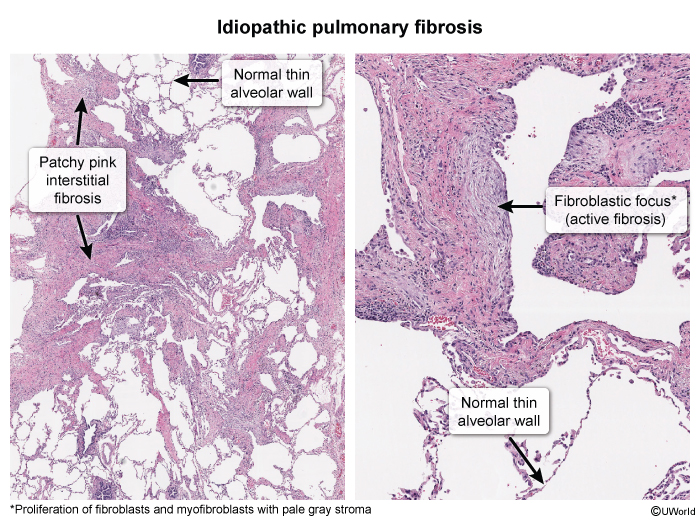 Idiopathic pulmonary fibrosis
Normal thin
alveolar wall
Patchy pink
interstitial
fibrosis
Fibroblastic focus*
(active fibrosis)
Normal thin
alveolar wall
*Proliferation of fibroblasts and myofibroblasts with pale gray stroma
©UWorld